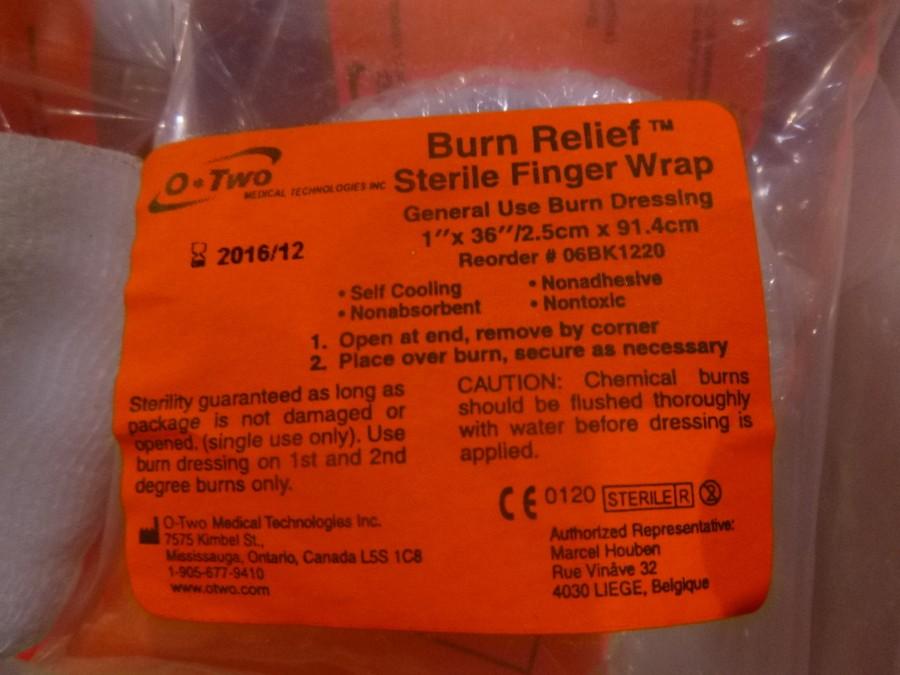 O-Two
MEDICAL TECHNOLOGIES INC
Burn Relief™
Sterile Finger Wrap
General Use Burn Dressing
1"x 36"/2.5cm x 91.4cm
Reorder # 06BK1220
2016/12
• Self Cooling
• Nonabsorbent
• Nonadhesive
• Nontoxic
1. Open at end, remove by corner
2. Place over burn, secure as necessary
Sterility guaranteed as long as
package is not damaged or
opened. (single use only). Use
burn dressing on 1st and 2nd
degree burns only.
CAUTION: Chemical burns
should be flushed thoroughly
with water before dressing is
applied.
CE 0120 STERILE R 2
O-Two Medical Technologies Inc.
7575 Kimbel St.,
Mississauga, Ontario, Canada L5S 1C8
1-905-677-9410
www.otwo.com
Authorized Representative:
Marcel Houben
Rue Vinâve 32
4030 LIEGE, Belgique